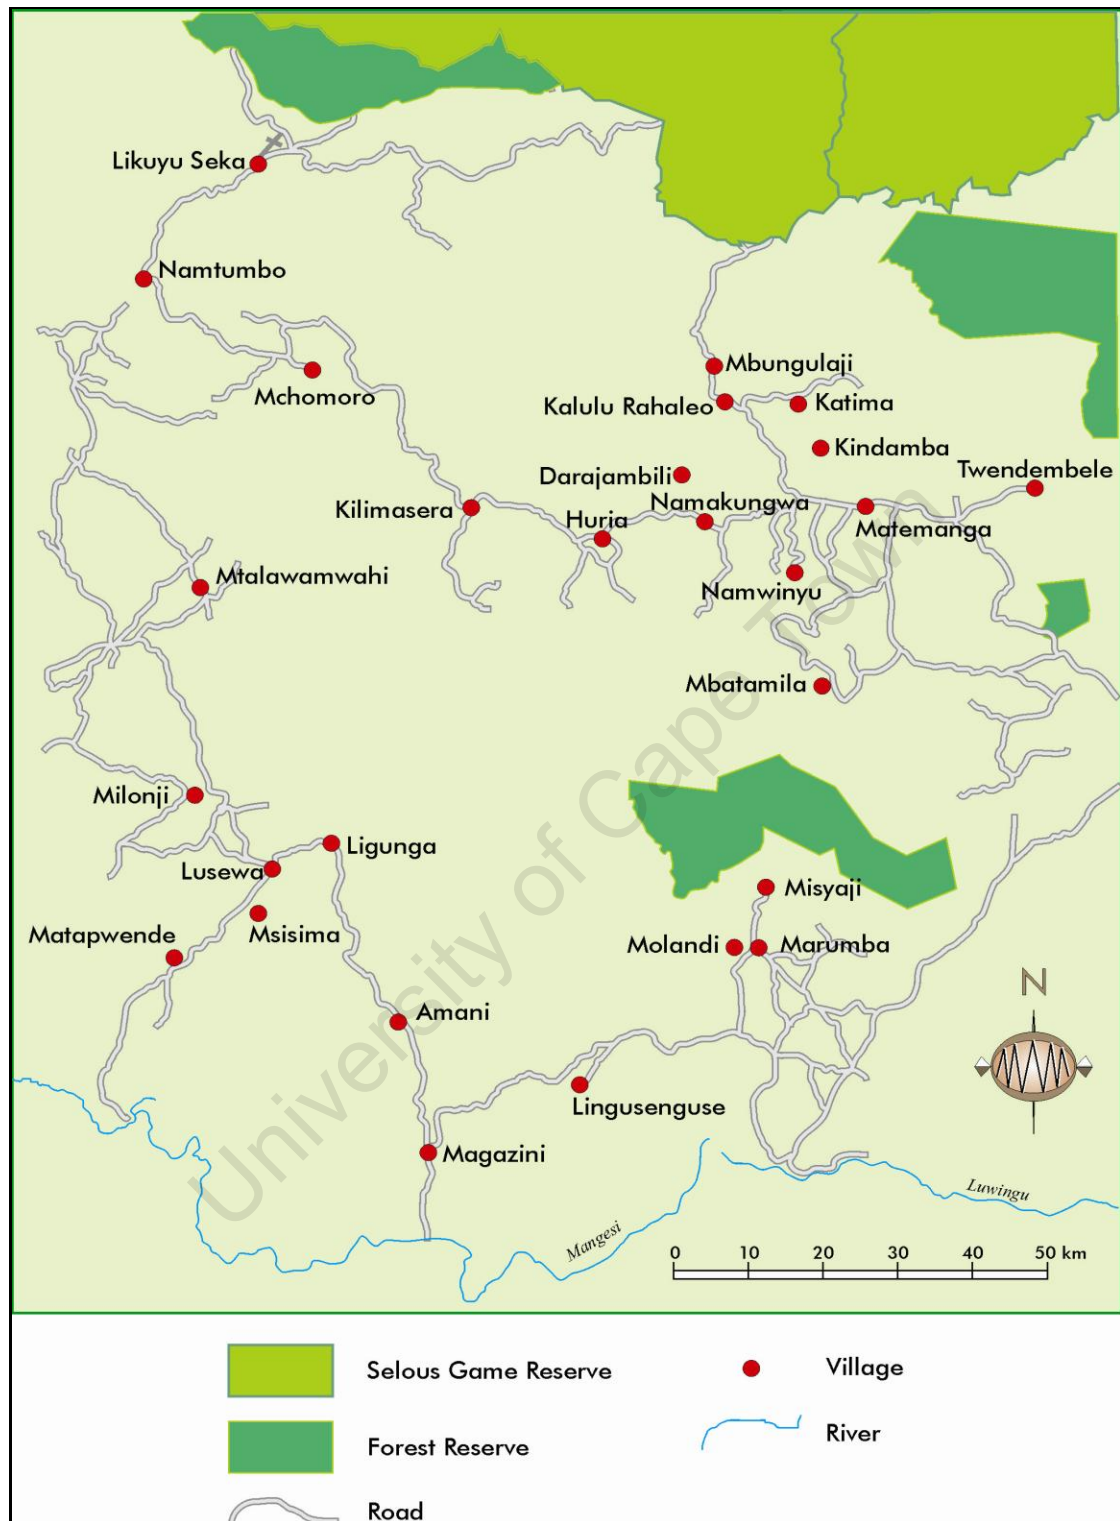 Likuyu Seka
Namtumbo
Mchomoro
Mbungulaji
Kalulu Rahaleo
Katima
Kindamba
Darajambili
Twendembele
Kilimasera
Namakungwa
Huria
Matemanga
Mtalawamwahi
Namwinyu
Mbatamila
Milonji
Ligunga
Lusewa
Misyaji
Matapwende
Msisima
Molandi
Marumba
Amani
N
Lingusenguse
Magazini
Luwingu
Mangesi
0 10 20 30 40 50 km
University of Cape Town
Selous Game Reserve
Village
Forest Reserve
River
Road